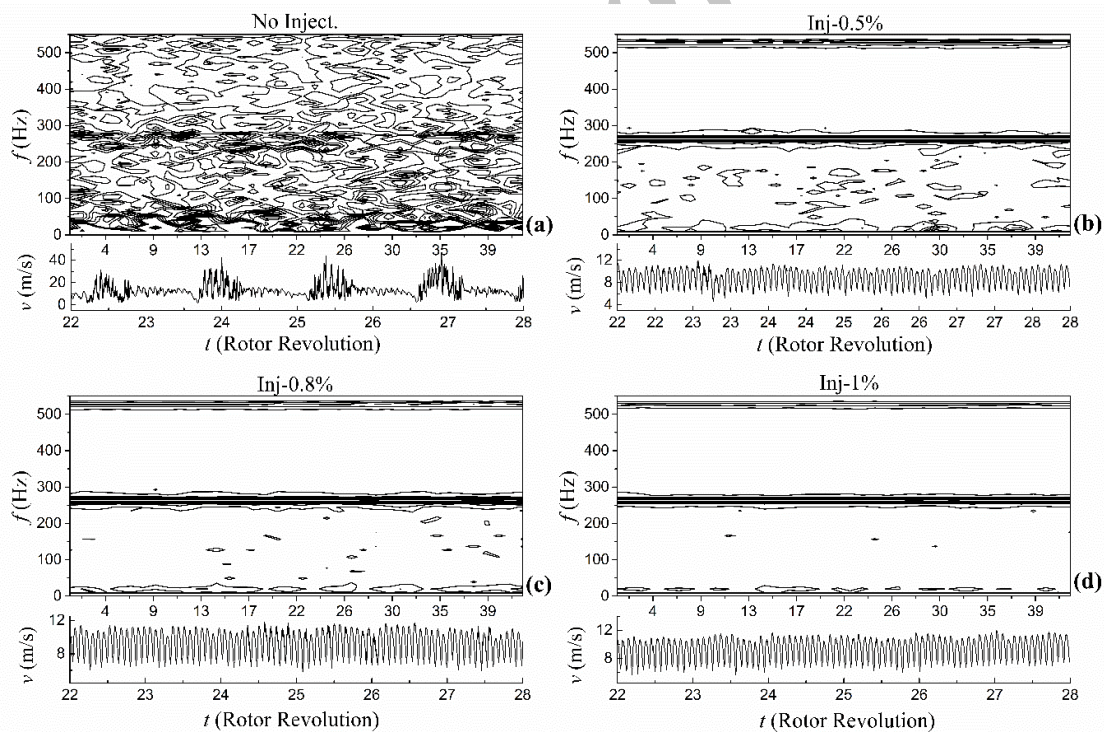 No Inject.
500
400
300
200
100
0
f (Hz)
(a)
4 9 13 17 22 26 30 35 39
40
20
0
v (m/s)
22 23 24 25 26 27 28
t (Rotor Revolution)
Inj-0.5%
500
400
300
200
100
0
f (Hz)
(b)
4 9 13 17 22 26 30 35 39
12
8
4
v (m/s)
22 22 23 23 24 24 25 26 26 27 27 28 28
t (Rotor Revolution)
Inj-0.8%
500
400
300
200
100
0
f (Hz)
(c)
4 9 13 17 22 26 30 35 39
12
8
v (m/s)
22 23 24 25 26 27 28
t (Rotor Revolution)
Inj-1%
500
400
300
200
100
0
f (Hz)
(d)
4 9 13 17 22 26 30 35 39
12
8
v (m/s)
22 23 24 25 26 27 28
t (Rotor Revolution)